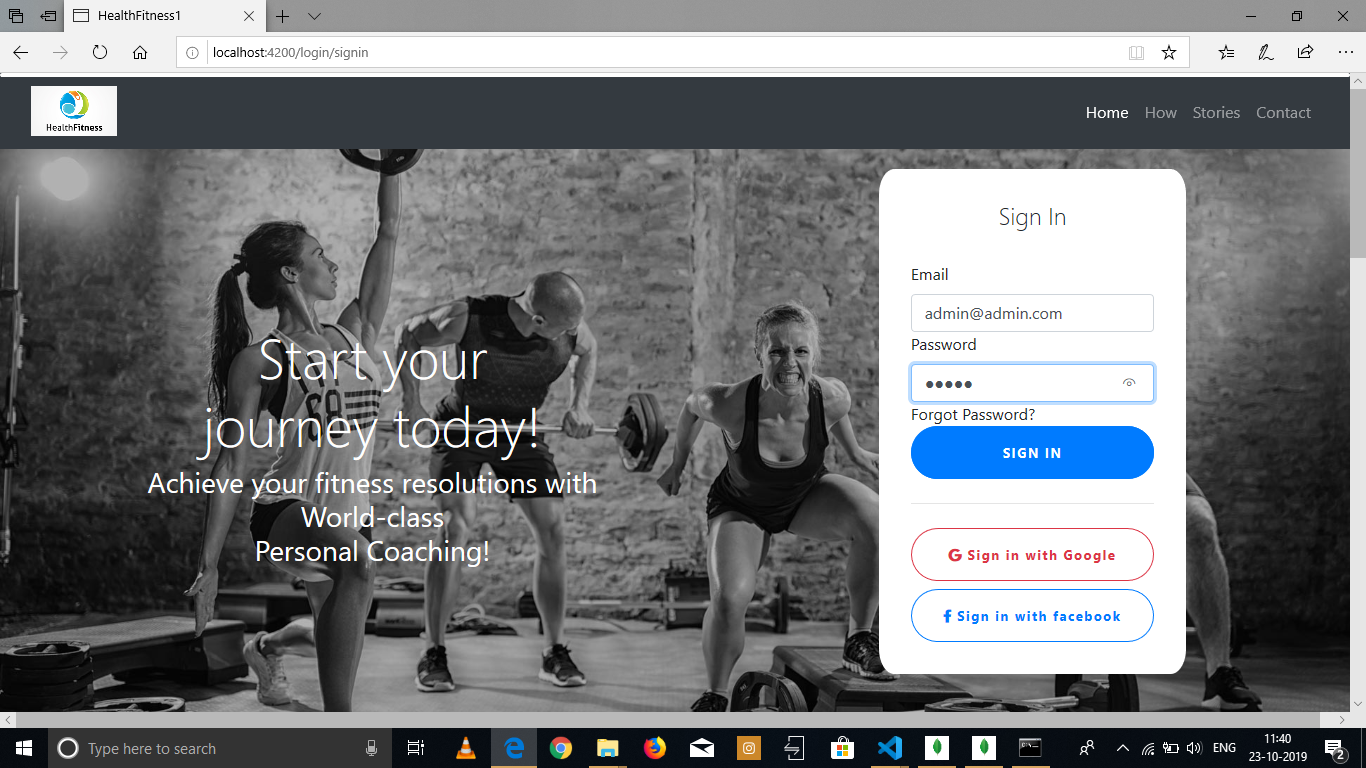 HealthFitness1
localhost:4200/login/signin
HealthFitness
Home How Stories Contact
Start your
journey today!
Achieve your fitness resolutions with
World-class
Personal Coaching!
Sign In
Email
admin@admin.com
Password
●●●●●
Forgot Password?
SIGN IN
G Sign in with Google
f Sign in with facebook
Type here to search
ENG
11:40
23-10-2019
2